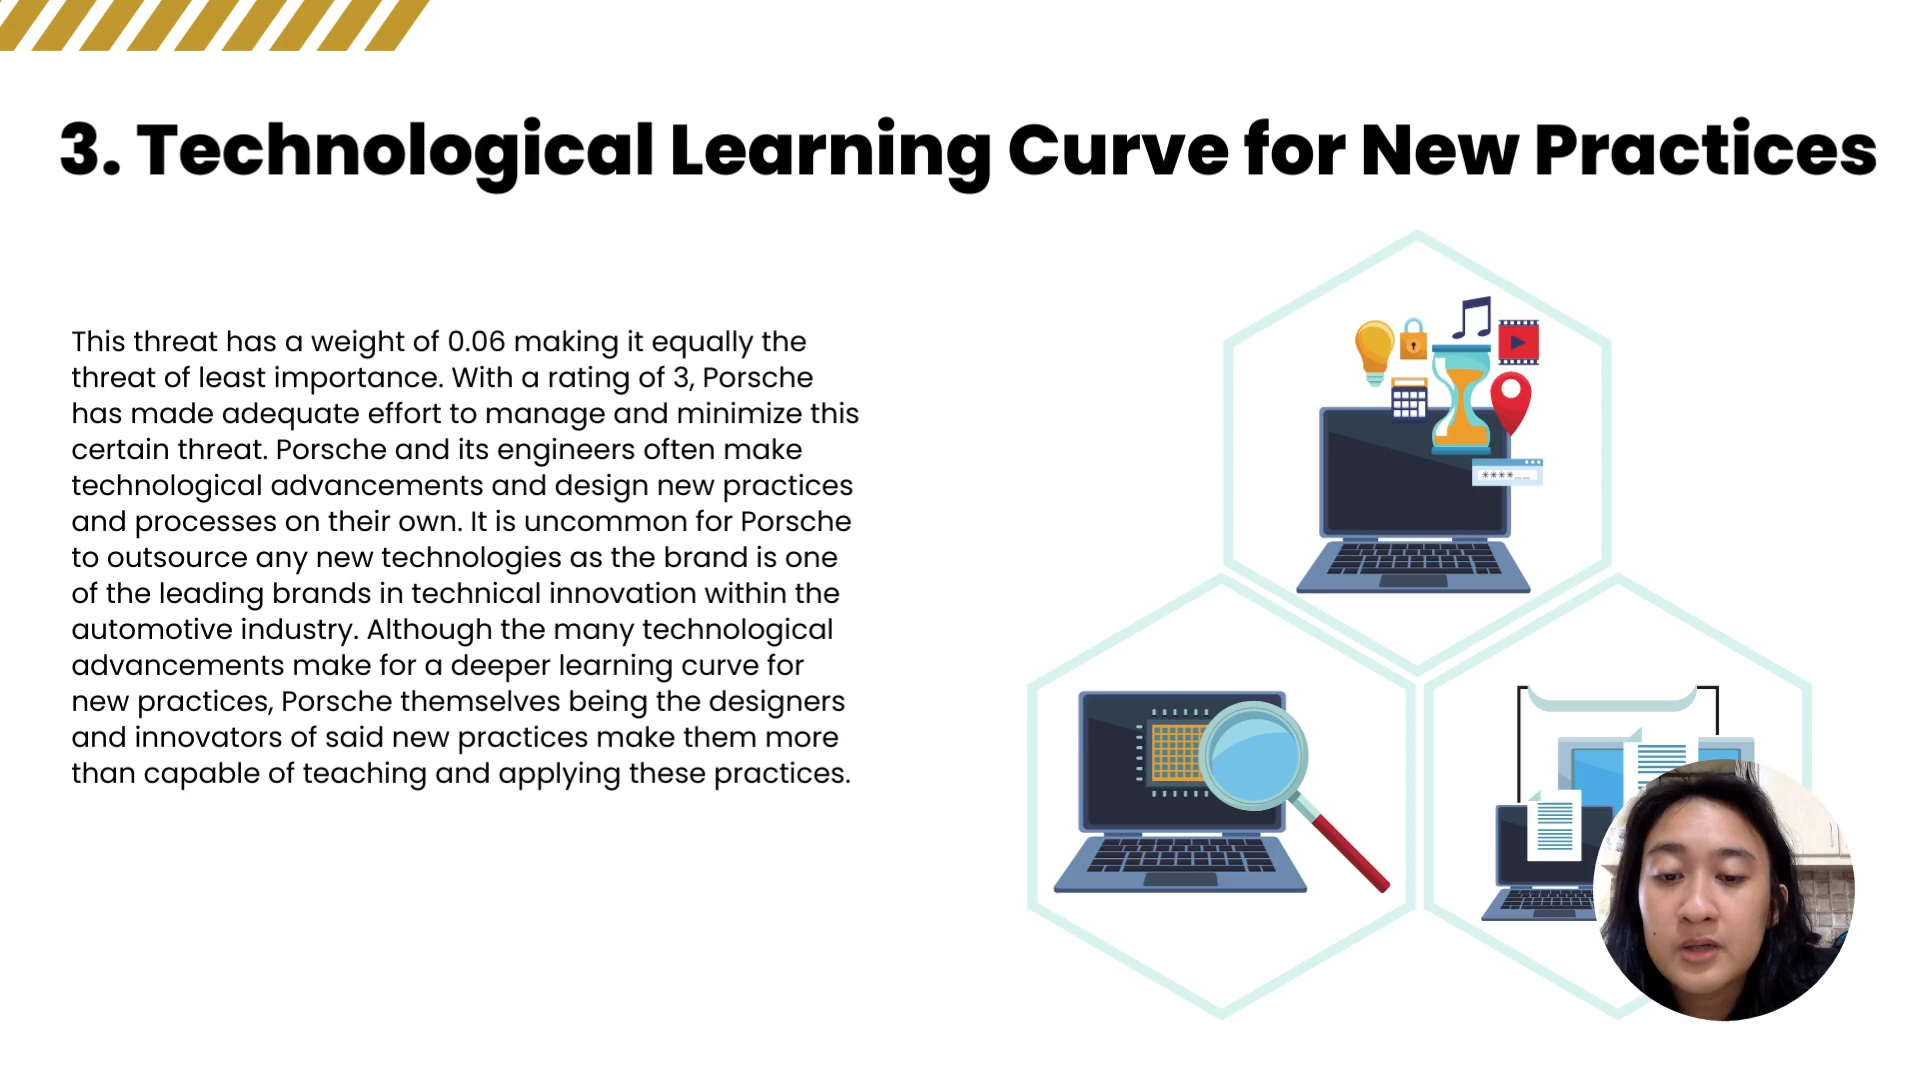 3. Technological Learning Curve for New Practices
This threat has a weight of 0.06 making it equally the
threat of least importance. With a rating of 3, Porsche
has made adequate effort to manage and minimize this
certain threat. Porsche and its engineers often make
technological advancements and design new practices
and processes on their own. It is uncommon for Porsche
to outsource any new technologies as the brand is one
of the leading brands in technical innovation within the
automotive industry. Although the many technological
advancements make for a deeper learning curve for
new practices, Porsche themselves being the designers
and innovators of said new practices make them more
than capable of teaching and applying these practices.
****__